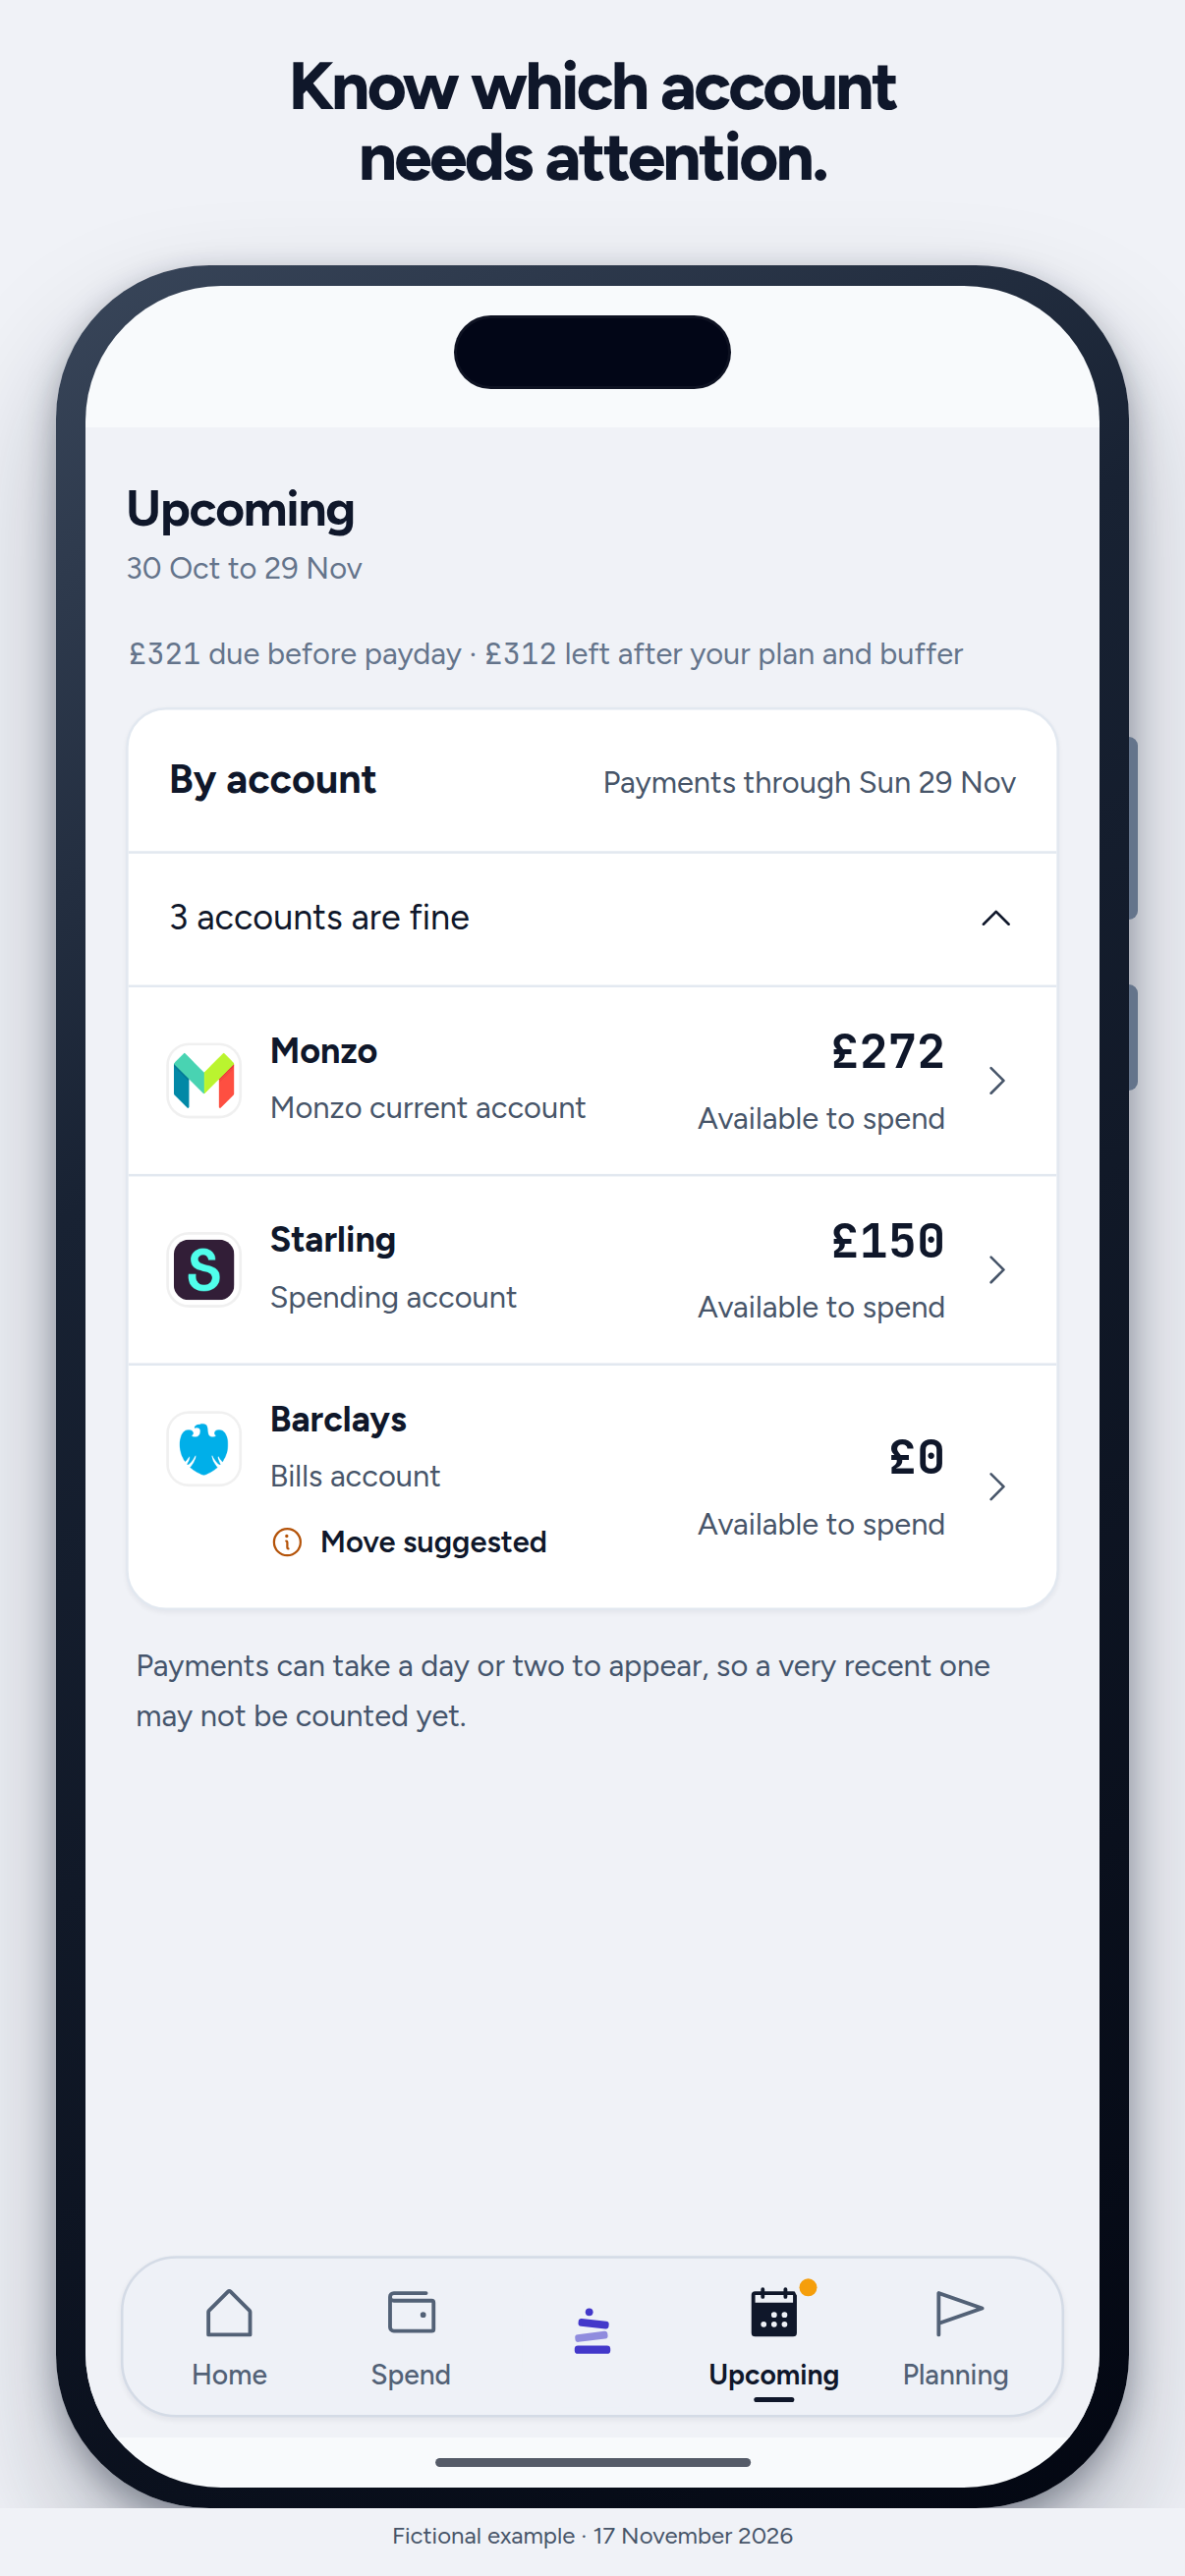 Know which account
needs attention.
Upcoming
30 Oct to 29 Nov
£321 due before payday · £312 left after your plan and buffer
By account
Payments through Sun 29 Nov
3 accounts are fine
Monzo
£272
Monzo current account
Available to spend
Starling
£150
Spending account
Available to spend
Barclays
£0
Bills account
Available to spend
Move suggested
Payments can take a day or two to appear, so a very recent one
may not be counted yet.
Home
Spend
Upcoming
Planning
Fictional example · 17 November 2026